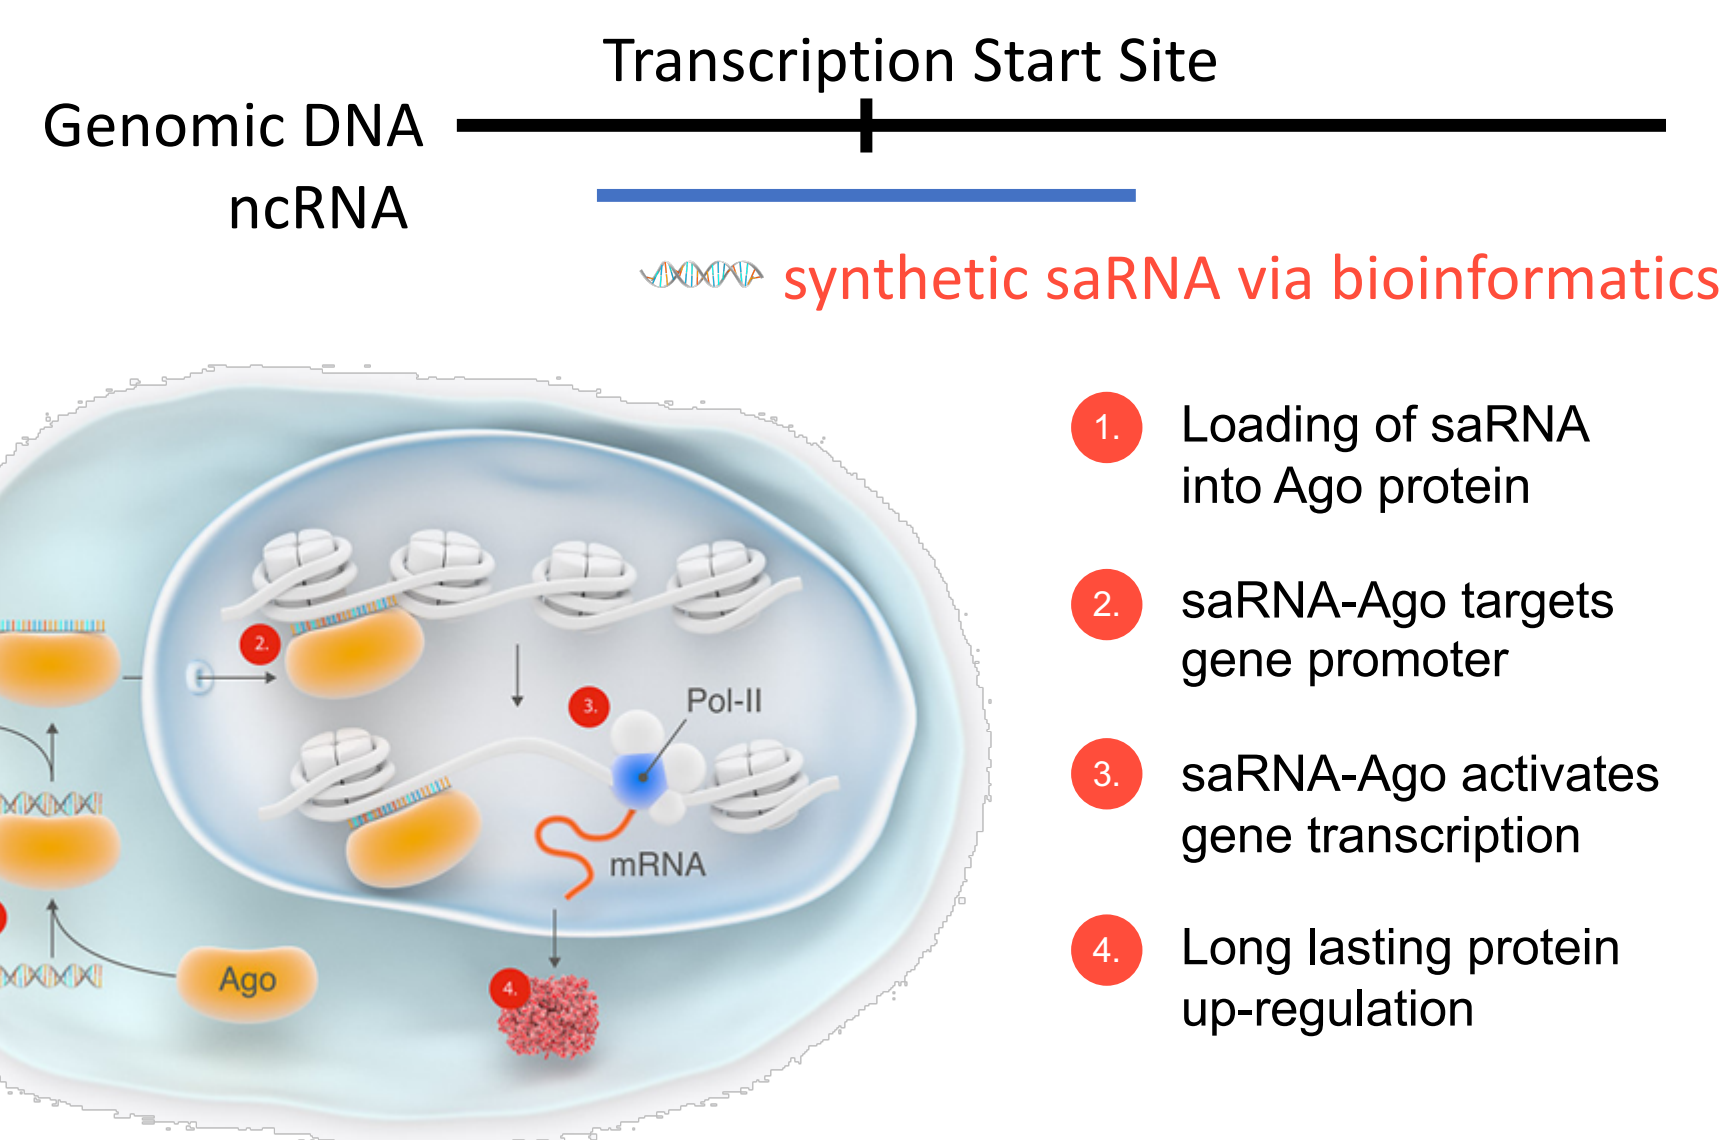 Transcription Start Site
Genomic DNA
ncRNA
synthetic saRNA via bioinformatics
1. Loading of saRNA
into Ago protein
2. saRNA-Ago targets
gene promoter
3. saRNA-Ago activates
gene transcription
4. Long lasting protein
up-regulation
2.
3.
Pol-II
mRNA
Ago
4.